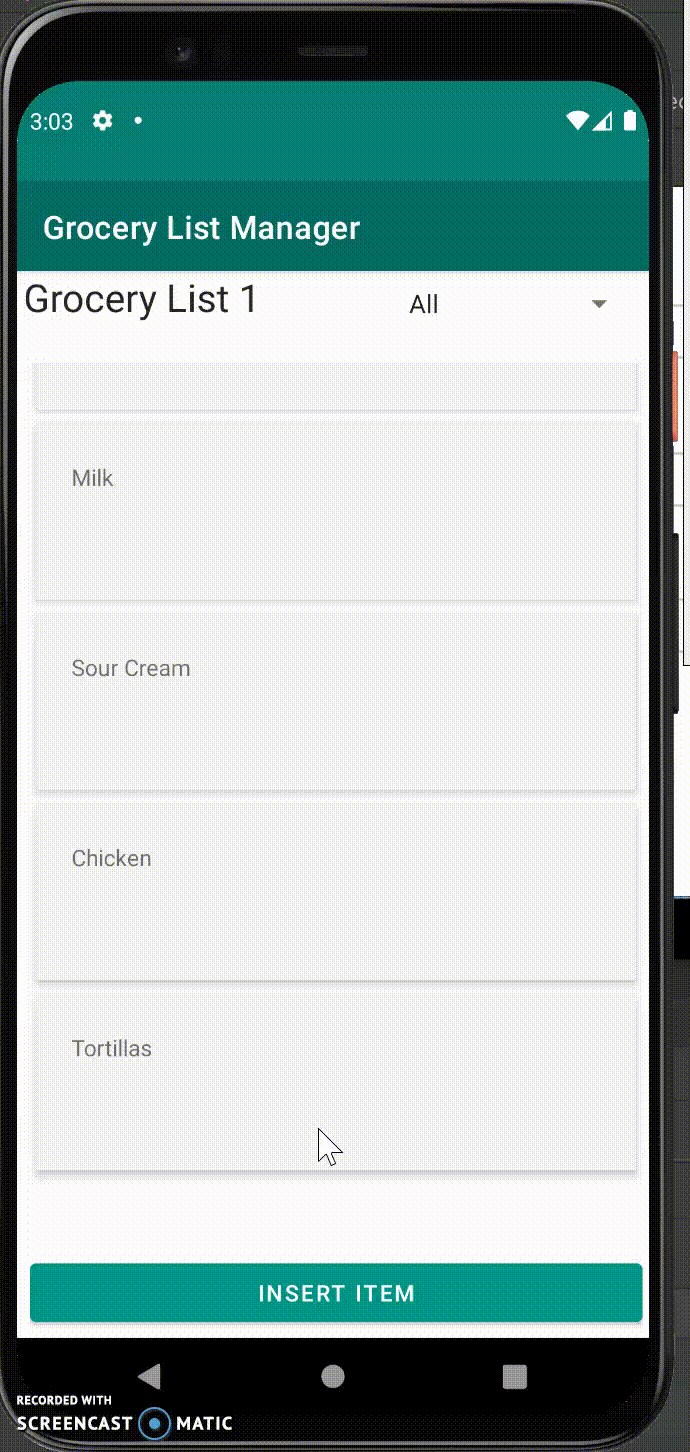 3:03
Grocery List Manager
Grocery List 1
All
Milk
Sour Cream
Chicken
Tortillas
INSERT ITEM
RECORDED WITH
SCREENCAST MATIC